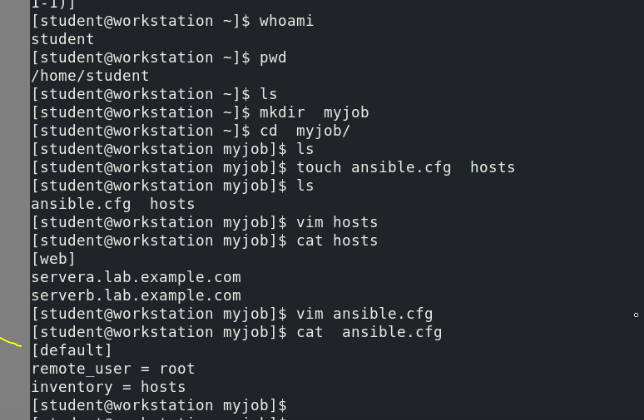 1-1)]
[student@workstation ~]$ whoami
student
[student@workstation ~]$ pwd
/home/student
[student@workstation ~]$ ls
[student@workstation ~]$ mkdir  myjob
[student@workstation ~]$ cd  myjob/
[student@workstation myjob]$ ls
[student@workstation myjob]$ touch ansible.cfg  hosts
[student@workstation myjob]$ ls
ansible.cfg  hosts
[student@workstation myjob]$ vim hosts
[student@workstation myjob]$ cat hosts
[web]
servera.lab.example.com
serverb.lab.example.com
[student@workstation myjob]$ vim ansible.cfg
[student@workstation myjob]$ cat  ansible.cfg
[default]
remote_user = root
inventory = hosts
[student@workstation myjob]$